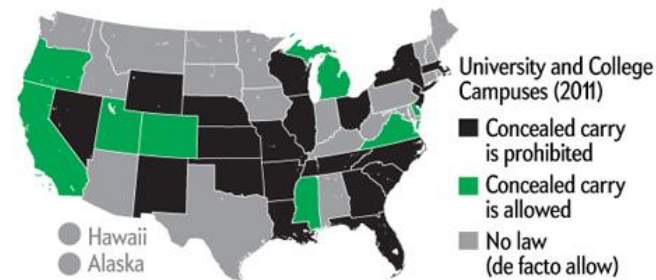 University and College
Campuses (2011)
Concealed carry
is prohibited
Concealed carry
is allowed
No law
(de facto allow)
Hawaii
Alaska